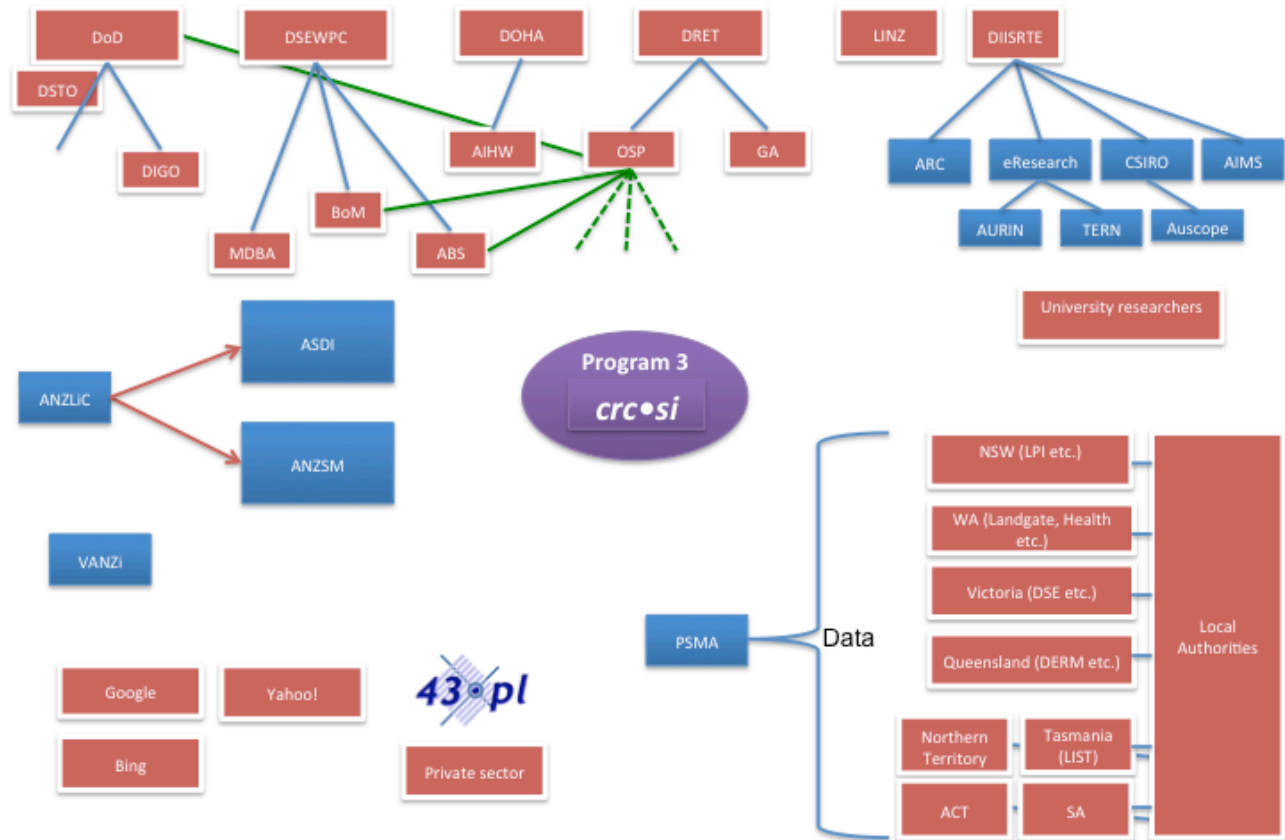 DoD
DSEWPC
DOHA
DRET
LINZ
DIISRTE
DSTO
DIGO
AIHW
OSP
GA
ARC
eResearch
CSIRO
AIMS
BoM
MDBA
ABS
AURIN
TERN
Auscope
University researchers
ASDI
ANZLiC
ANZSM
Program 3
crc•si
VANZi
NSW (LPI etc.)
WA (Landgate, Health
etc.)
Victoria (DSE etc.)
PSMA
Data
Queensland (DERM etc.)
Local
Authorities
Google
Yahoo!
43pl
Bing
Private sector
Northern
Territory
Tasmania
(LIST)
ACT
SA